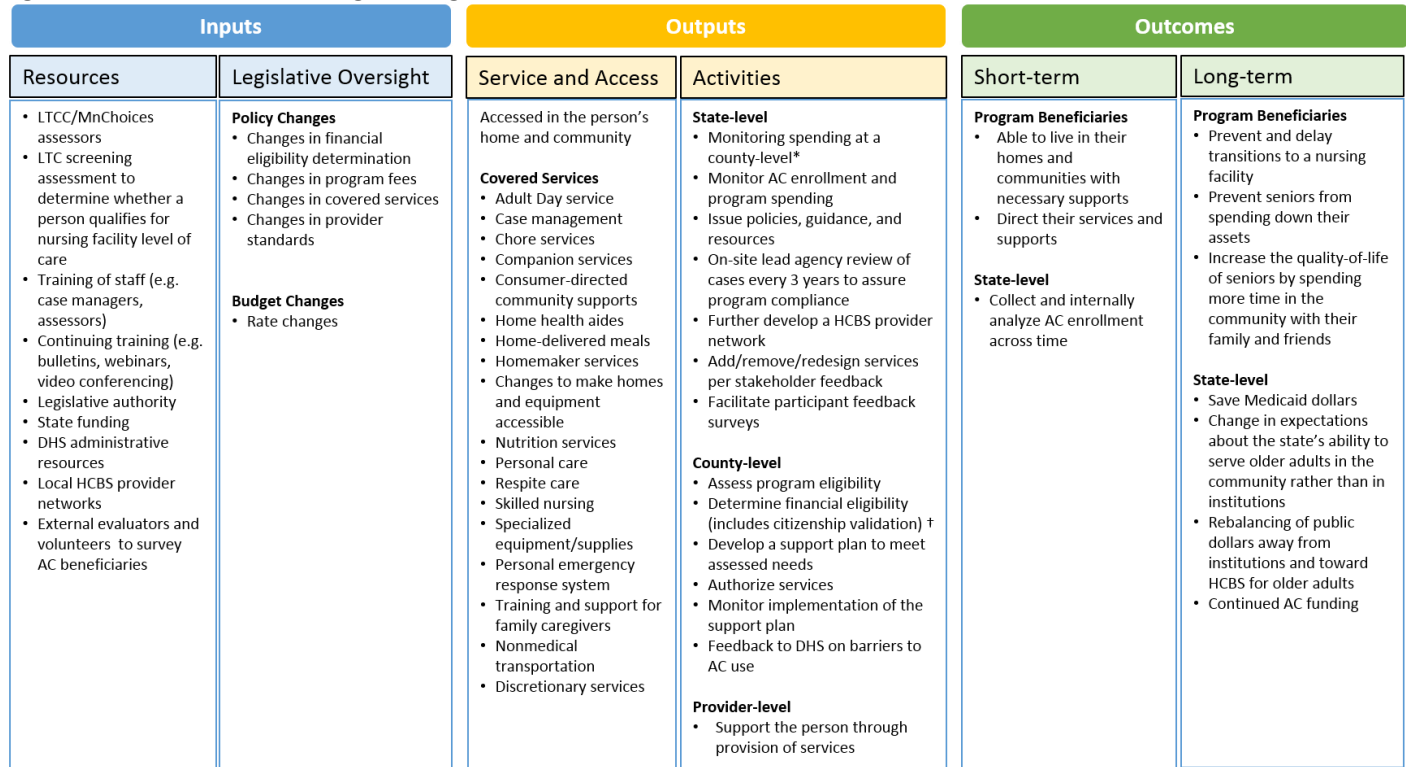 Inputs
Outputs
Outcomes
Resources
Legislative Oversight
Service and Access
Activities
Short-term
Long-term
• LTCC/MnChoices
assessors
• LTC screening
assessment to
determine whether a
person qualifies for
nursing facility level of
care
• Training of staff (e.g.
case managers,
assessors)
• Continuing training (e.g.
bulletins, webinars,
video conferencing)
• Legislative authority
• State funding
• DHS administrative
resources
• Local HCBS provider
networks
• External evaluators and
volunteers to survey
AC beneficiaries
Policy Changes
• Changes in financial
eligibility determination
• Changes in program fees
• Changes in covered services
• Changes in provider
standards
Budget Changes
• Rate changes
Accessed in the person's
home and community
Covered Services
• Adult Day service
• Case management
• Chore services
• Companion services
• Consumer-directed
community supports
• Home health aides
• Home-delivered meals
• Homemaker services
• Changes to make homes
and equipment
accessible
• Nutrition services
• Personal care
• Respite care
• Skilled nursing
• Specialized
equipment/supplies
• Personal emergency
response system
• Training and support for
family caregivers
• Nonmedical
transportation
• Discretionary services
State-level
• Monitoring spending at a
county-level*
• Monitor AC enrollment and
program spending
• Issue policies, guidance, and
resources
• On-site lead agency review of
cases every 3 years to assure
program compliance
• Further develop a HCBS provider
network
• Add/remove/redesign services
per stakeholder feedback
• Facilitate participant feedback
surveys
County-level
• Assess program eligibility
• Determine financial eligibility
(includes citizenship validation) †
• Develop a support plan to meet
assessed needs
• Authorize services
• Monitor implementation of the
support plan
• Feedback to DHS on barriers to
AC use
Provider-level
• Support the person through
provision of services
Program Beneficiaries
• Able to live in their
homes and
communities with
necessary supports
• Direct their services and
supports
State-level
• Collect and internally
analyze AC enrollment
across time
Program Beneficiaries
• Prevent and delay
transitions to a nursing
facility
• Prevent seniors from
spending down their
assets
• Increase the quality-of-life
of seniors by spending
more time in the
community with their
family and friends
State-level
• Save Medicaid dollars
• Change in expectations
about the state's ability to
serve older adults in the
community rather than in
institutions
• Rebalancing of public
dollars away from
institutions and toward
HCBS for older adults
• Continued AC funding